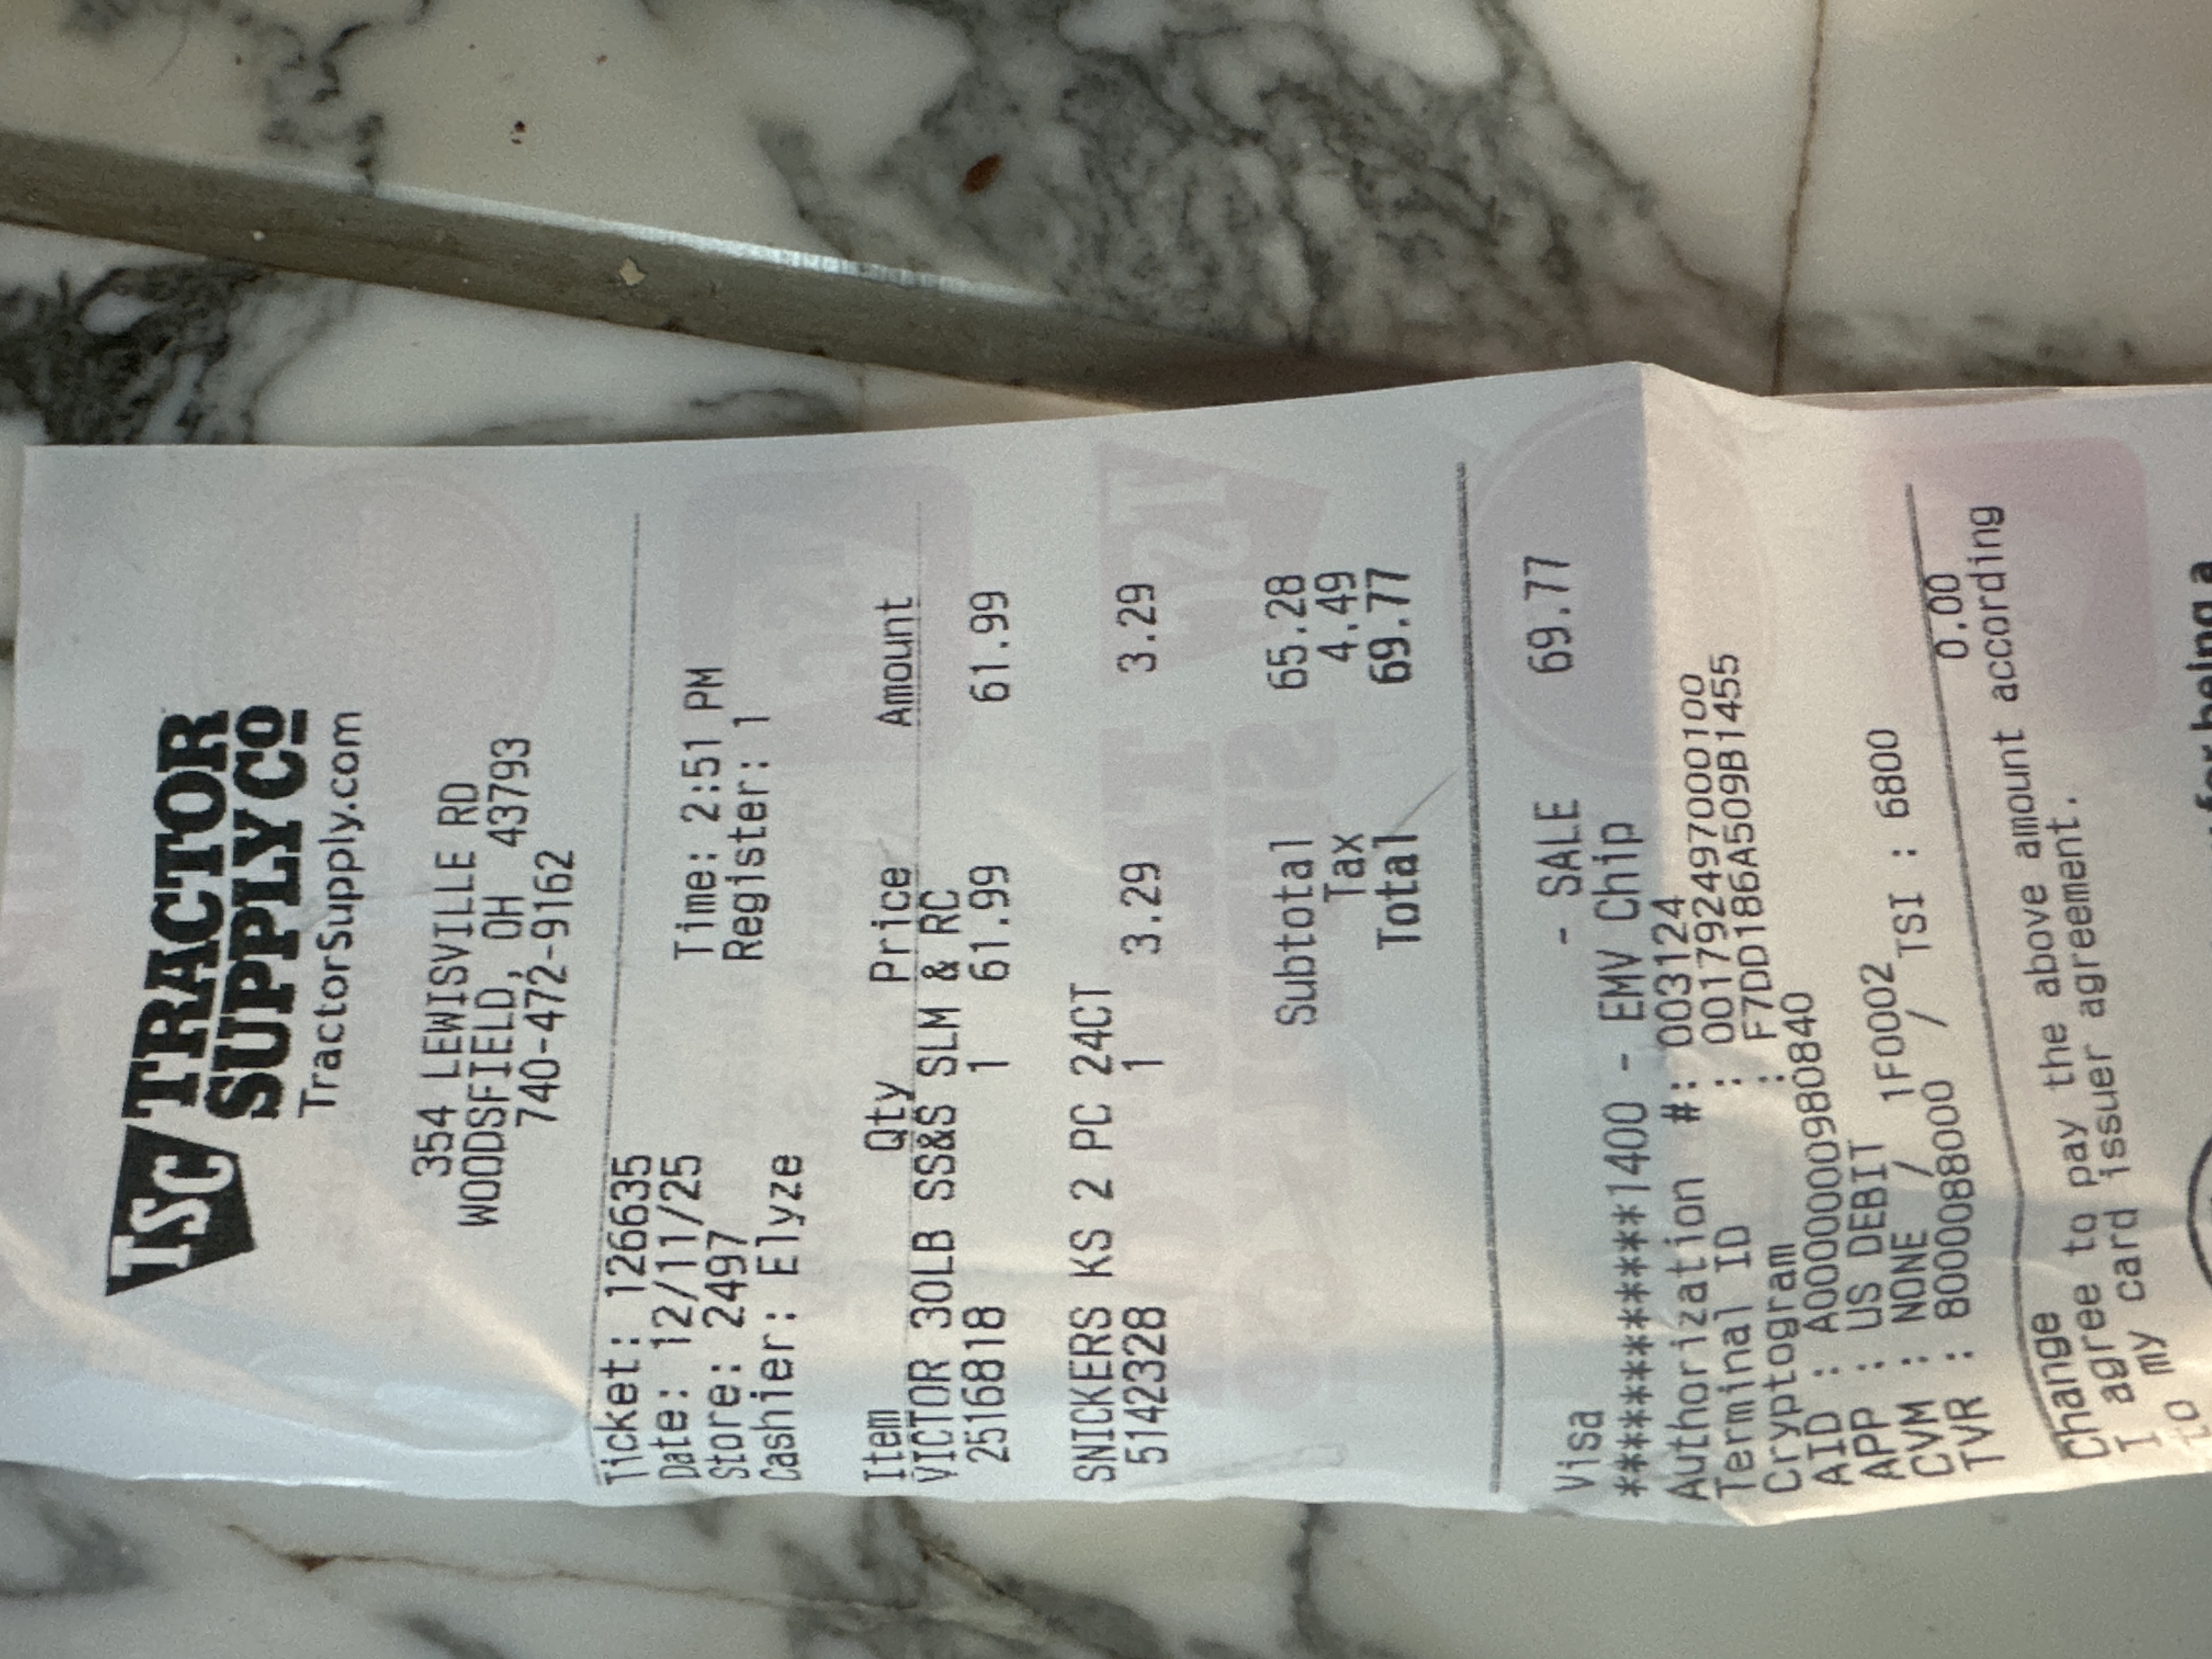 TSC TRACTOR
SUPPLY CO
TractorSupply.com
354 LEWISVILLE RD
WOODSFIELD, OH 43793
740-472-9162
Ticket: 126635
Date: 12/11/25 Time: 2:51 PM
Store: 2497 Register: 1
Cashier: Elyze
Item Qty Price Amount
VICTOR 30LB SS&S SLM & RC
2516818 1 61.99 61.99
SNICKERS KS 2 PC 24CT
5142328 1 3.29 3.29
Subtotal 65.28
Tax 4.49
Total 69.77
Visa - SALE 69.77
************1400 - EMV Chip
Authorization #: 003124
Terminal ID : 001792497000100
Cryptogram : F7DD186A509B1455
AID : A0000000980840
APP : US DEBIT
CVM : NONE / 1F0002
TVR : 8000088000 / TSI : 6800
Change 0.00
I agree to pay the above amount according
to my card issuer agreement.
for being a